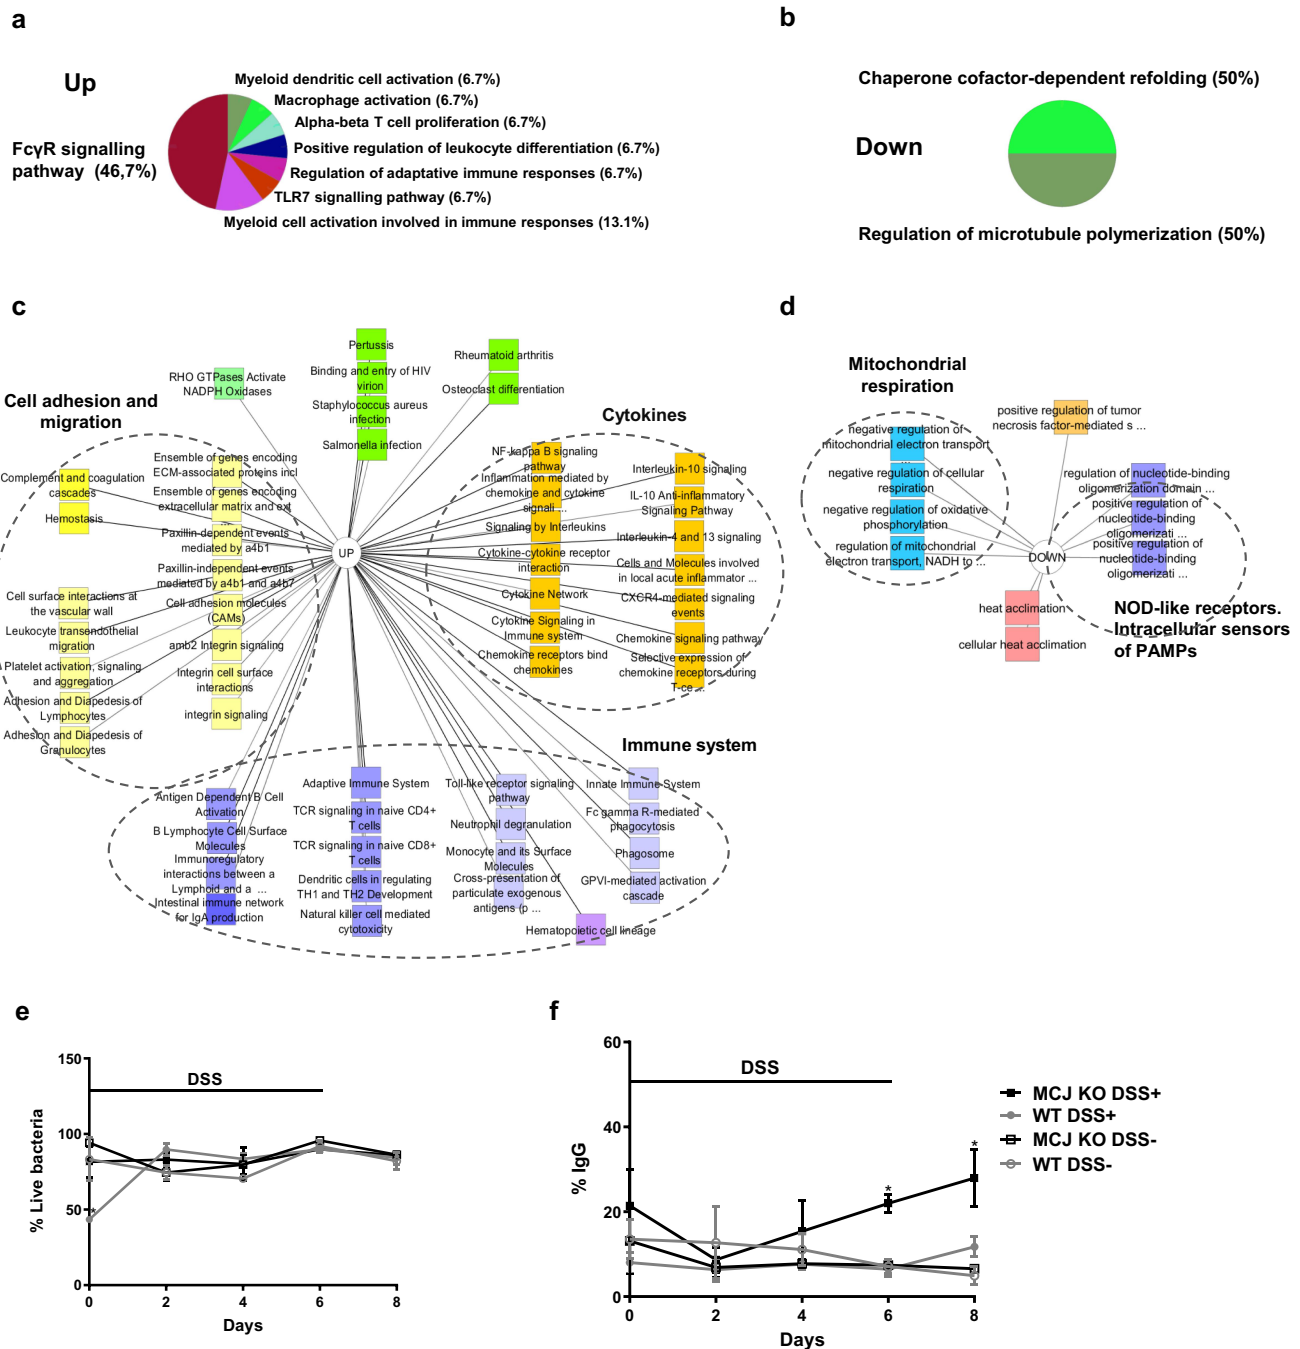 a
Up
Myeloid dendritic cell activation (6.7%)
Macrophage activation (6.7%)
Alpha-beta T cell proliferation (6.7%)
Positive regulation of leukocyte differentiation (6.7%)
Regulation of adaptative immune responses (6.7%)
TLR7 signalling pathway (6.7%)
Myeloid cell activation involved in immune responses (13.1%)
FcγR signalling
pathway (46,7%)
b
Chaperone cofactor-dependent refolding (50%)
Down
Regulation of microtubule polymerization (50%)
c
Pertussis
Binding and entry of HIV
virion
Staphylococcus aureus
infection
Salmonella infection
Rheumatoid arthritis
Osteoclast differentiation
RHO GTPases Activate
NADPH Oxidases
Cell adhesion and
migration
Complement and coagulation
cascades
Hemostasis
Cell surface interactions at
the vascular wall
Leukocyte transendothelial
migration
Platelet activation, signaling
and aggregation
Adhesion and Diapedesis of
Lymphocytes
Adhesion and Diapedesis of
Granulocytes
Ensemble of genes encoding
ECM-associated proteins incl
Ensemble of genes encoding
extracellular matrix and ext
Paxillin-dependent events
mediated by a4b1
Paxillin-independent events
mediated by a4b1 and a4b7
Cell adhesion molecules
(CAMs)
amb2 Integrin signaling
Integrin cell surface
interactions
integrin signaling
UP
Cytokines
NF-kappa B signaling
pathway
Inflammation mediated by
chemokine and cytokine
signali ...
Signaling by Interleukins
Cytokine-cytokine receptor
interaction
Cytokine Network
Cytokine Signaling in
Immune system
Chemokine receptors bind
chemokines
Interleukin-10 signaling
IL-10 Anti-inflammatory
Signaling Pathway
Interleukin-4 and 13 signaling
Cells and Molecules involved
in local acute inflammator ...
CXCR4-mediated signaling
events
Chemokine signaling pathway
Selective expression of
chemokine receptors during
T-ce ...
Immune system
Antigen Dependent B Cell
Activation
B Lymphocyte Cell Surface
Molecules
Immunoregulatory
interactions between a
Lymphoid and a ...
Intestinal immune network
for IgA production
Adaptive Immune System
TCR signaling in naive CD4+
T cells
TCR signaling in naive CD8+
T cells
Dendritic cells in regulating
TH1 and TH2 Development
Natural killer cell mediated
cytotoxicity
Toll-like receptor signaling
pathway
Neutrophil degranulation
Monocyte and its Surface
Molecules
Cross-presentation of
particulate exogenous
antigens (p ...
Innate Immune System
Fc gamma R-mediated
phagocytosis
Phagosome
GPVI-mediated activation
cascade
Hematopoietic cell lineage
d
Mitochondrial
respiration
negative regulation of
mitochondrial electron transport
...
negative regulation of cellular
respiration
negative regulation of oxidative
phosphorylation
regulation of mitochondrial
electron transport, NADH to ...
positive regulation of tumor
necrosis factor-mediated s ...
regulation of nucleotide-binding
oligomerization domain ...
positive regulation of
nucleotide-binding
oligomerizati ...
positive regulation of
nucleotide-binding
oligomerizati ...
DOWN
heat acclimation
cellular heat acclimation
NOD-like receptors.
Intracellular sensors
of PAMPs
e
% Live bacteria
150
100
50
0
DSS
*
0 2 4 6 8
Days
f
% IgG
60
40
20
0
DSS
*
*
0 2 4 6 8
Days
MCJ KO DSS+
WT DSS+
MCJ KO DSS-
WT DSS-